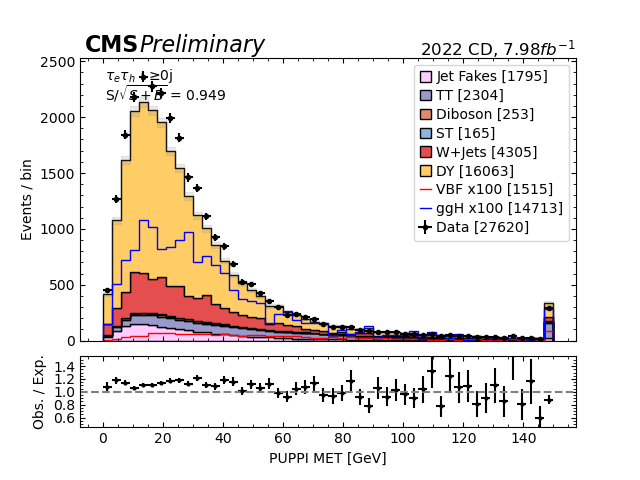 CMS Preliminary
2022 CD, 7.98fb⁻¹
τₑτₕ, ≥0j
S/√S+B = 0.949
Jet Fakes [1795]
TT [2304]
Diboson [253]
ST [165]
W+Jets [4305]
DY [16063]
VBF x100 [1515]
ggH x100 [14713]
Data [27620]
Events / bin
2500
2000
1500
1000
500
0
Obs. / Exp.
1.4
1.2
1.0
0.8
0.6
0 20 40 60 80 100 120 140
PUPPI MET [GeV]